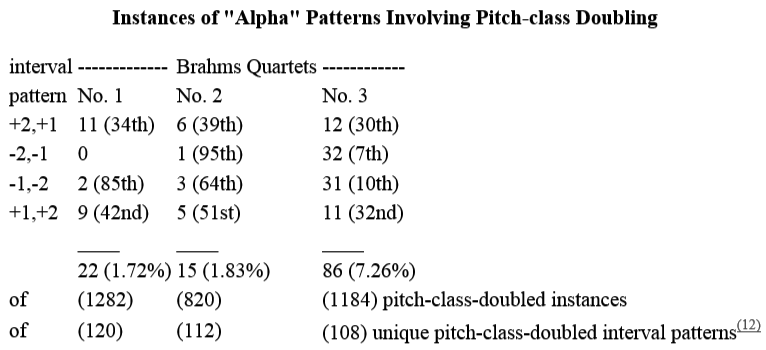 Instances of "Alpha" Patterns Involving Pitch-class Doubling
interval ------------- Brahms Quartets ------------
pattern No. 1 No. 2 No. 3
+2,+1 11 (34th) 6 (39th) 12 (30th)
-2,-1 0 1 (95th) 32 (7th)
-1,-2 2 (85th) 3 (64th) 31 (10th)
+1,+2 9 (42nd) 5 (51st) 11 (32nd)
____ _____ _____
22 (1.72%) 15 (1.83%) 86 (7.26%)
of (1282) (820) (1184) pitch-class-doubled instances
of (120) (112) (108) unique pitch-class-doubled interval patterns(12)